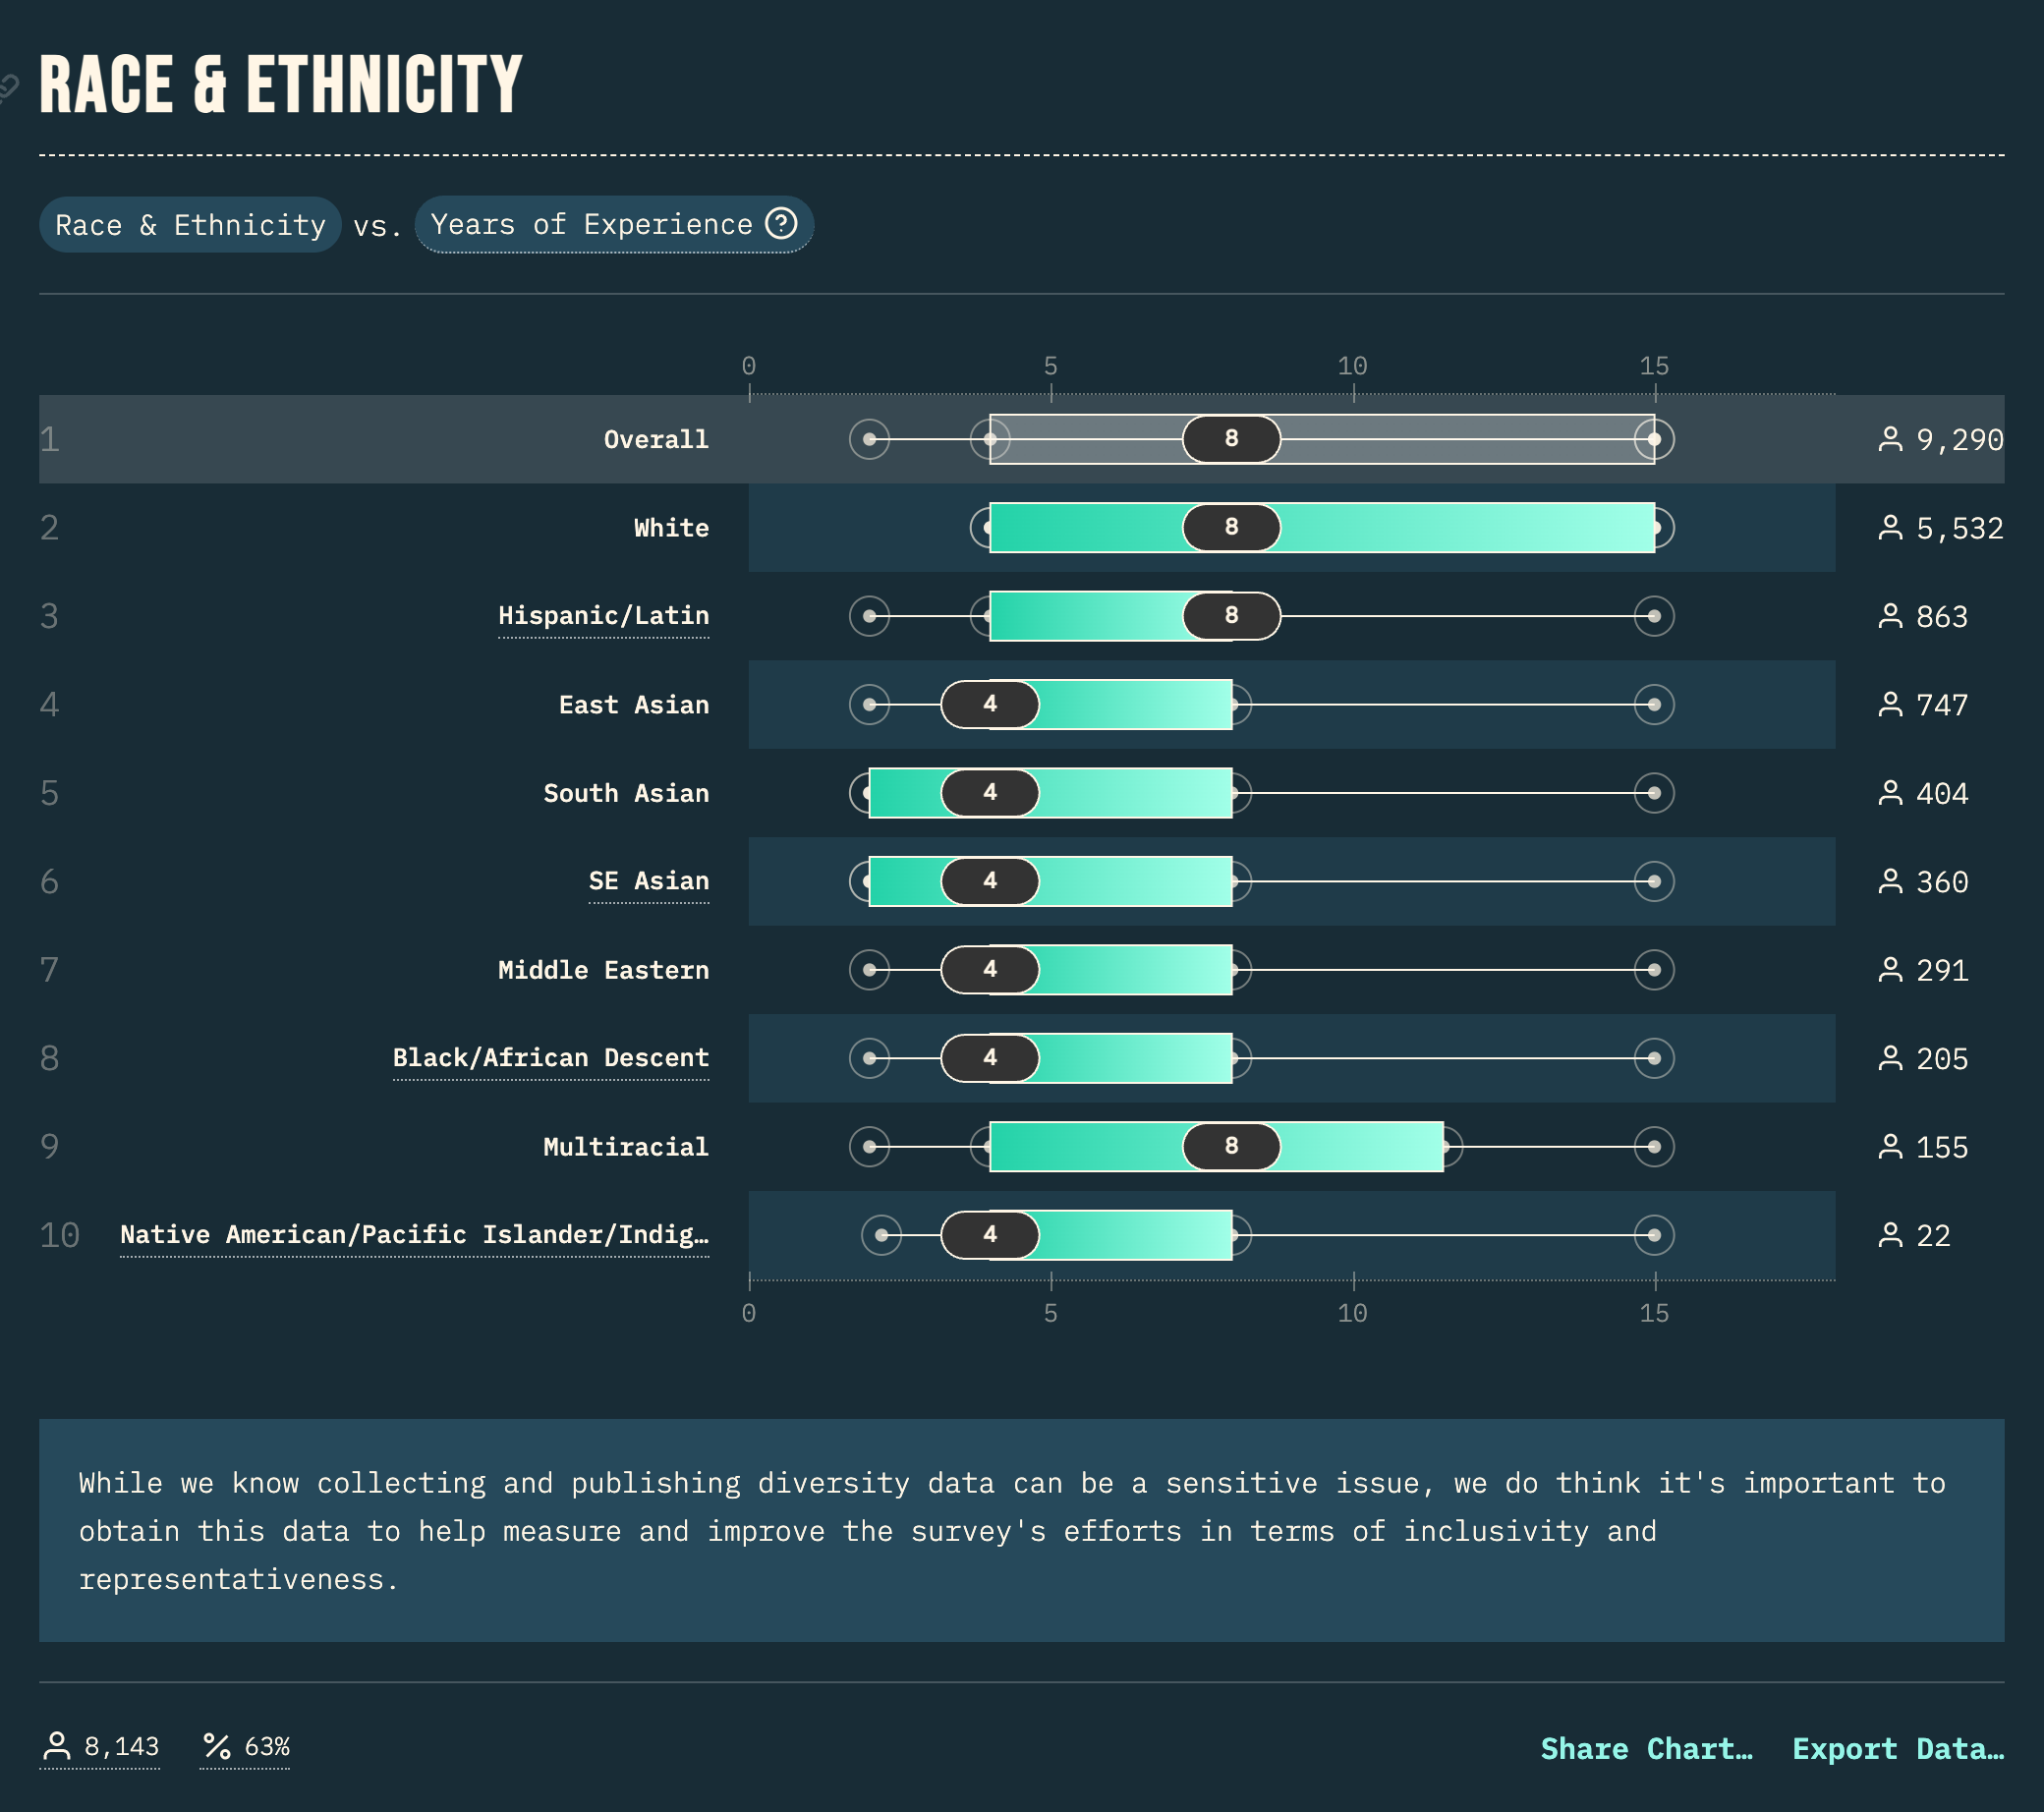 RACE & ETHNICITY
Race & Ethnicity vs. Years of Experience ?
0 5 10 15
1 Overall 8 9,290
2 White 8 5,532
3 Hispanic/Latin 8 863
4 East Asian 4 747
5 South Asian 4 404
6 SE Asian 4 360
7 Middle Eastern 4 291
8 Black/African Descent 4 205
9 Multiracial 8 155
10 Native American/Pacific Islander/Indig… 4 22
0 5 10 15
While we know collecting and publishing diversity data can be a sensitive issue, we do think it's important to
obtain this data to help measure and improve the survey's efforts in terms of inclusivity and
representativeness.
8,143 % 63% Share Chart… Export Data…